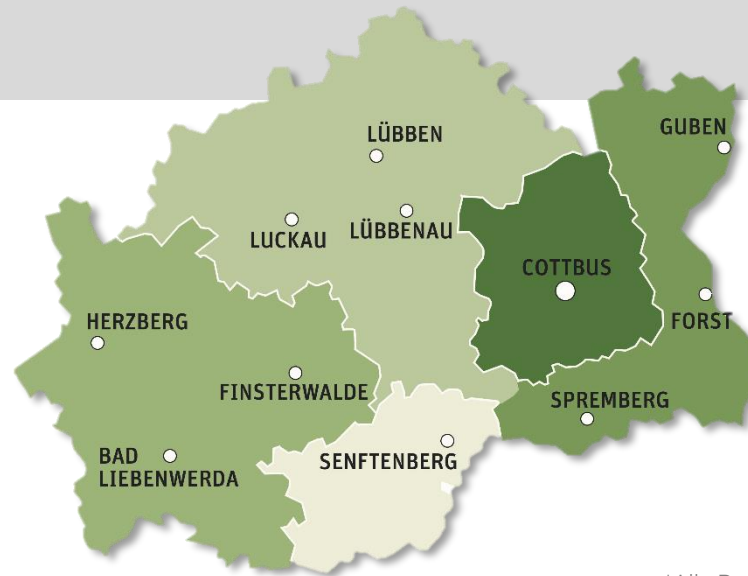 LÜBBEN
GUBEN
LUCKAU
LÜBBENAU
COTTBUS
HERZBERG
FORST
FINSTERWALDE
SPREMBERG
BAD
LIEBENWERDA
SENFTENBERG